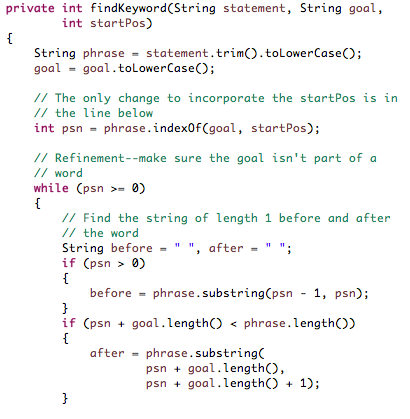 private int findKeyword(String statement, String goal,
        int startPos)
{
    String phrase = statement.trim().toLowerCase();
    goal = goal.toLowerCase();

    // The only change to incorporate the startPos is in
    // the line below
    int psn = phrase.indexOf(goal, startPos);

    // Refinement--make sure the goal isn't part of a
    // word
    while (psn >= 0)
    {
        // Find the string of length 1 before and after
        // the word
        String before = " ", after = " ";
        if (psn > 0)
        {
            before = phrase.substring(psn - 1, psn);
        }
        if (psn + goal.length() < phrase.length())
        {
            after = phrase.substring(
                    psn + goal.length(),
                    psn + goal.length() + 1);
        }